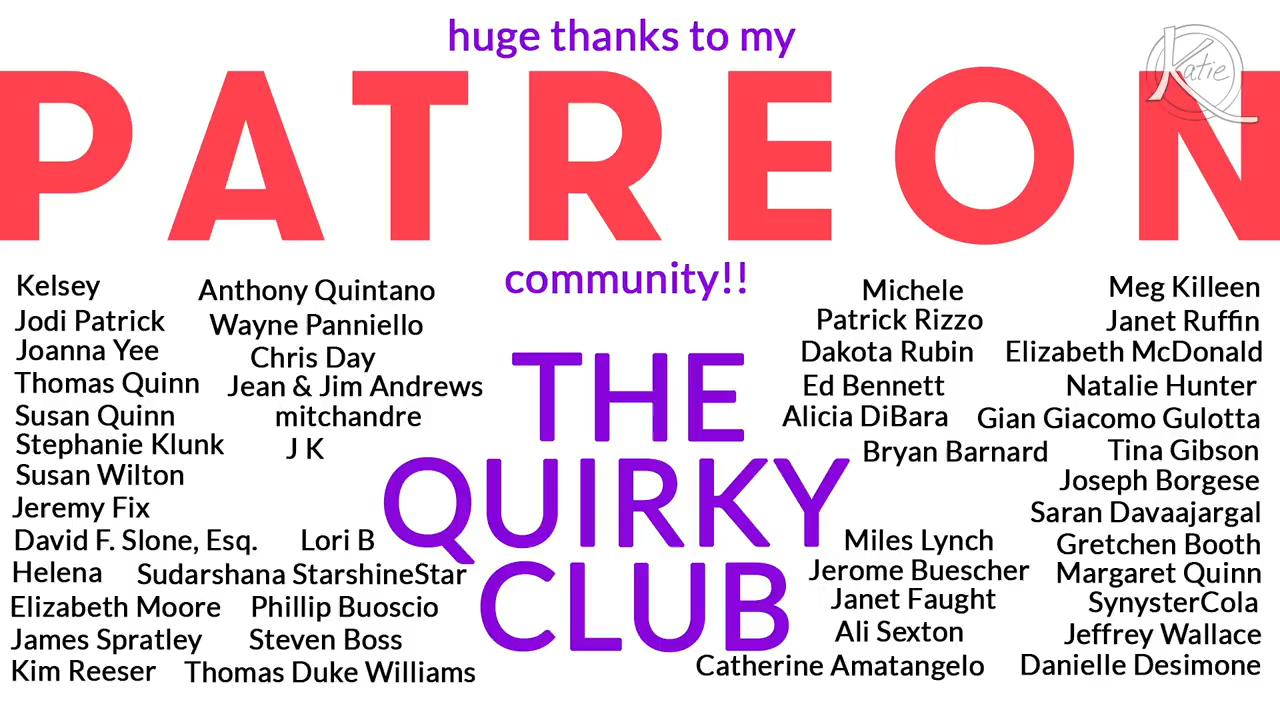 huge thanks to my
Katie
PATREON
community!!
Kelsey
Jodi Patrick
Joanna Yee
Thomas Quinn
Susan Quinn
Stephanie Klunk
Susan Wilton
Jeremy Fix
David F. Slone, Esq.
Helena
Elizabeth Moore
James Spratley
Kim Reeser
Anthony Quintano
Wayne Panniello
Chris Day
Jean & Jim Andrews
mitchandre
J K
Lori B
Sudarshana StarshineStar
Phillip Buoscio
Steven Boss
Thomas Duke Williams
THE
QUIRKY
CLUB
Michele
Patrick Rizzo
Dakota Rubin
Ed Bennett
Alicia DiBara
Bryan Barnard
Miles Lynch
Jerome Buescher
Janet Faught
Ali Sexton
Catherine Amatangelo
Meg Killeen
Janet Ruffin
Elizabeth McDonald
Natalie Hunter
Gian Giacomo Gulotta
Tina Gibson
Joseph Borgese
Saran Davaajargal
Gretchen Booth
Margaret Quinn
SynysterCola
Jeffrey Wallace
Danielle Desimone